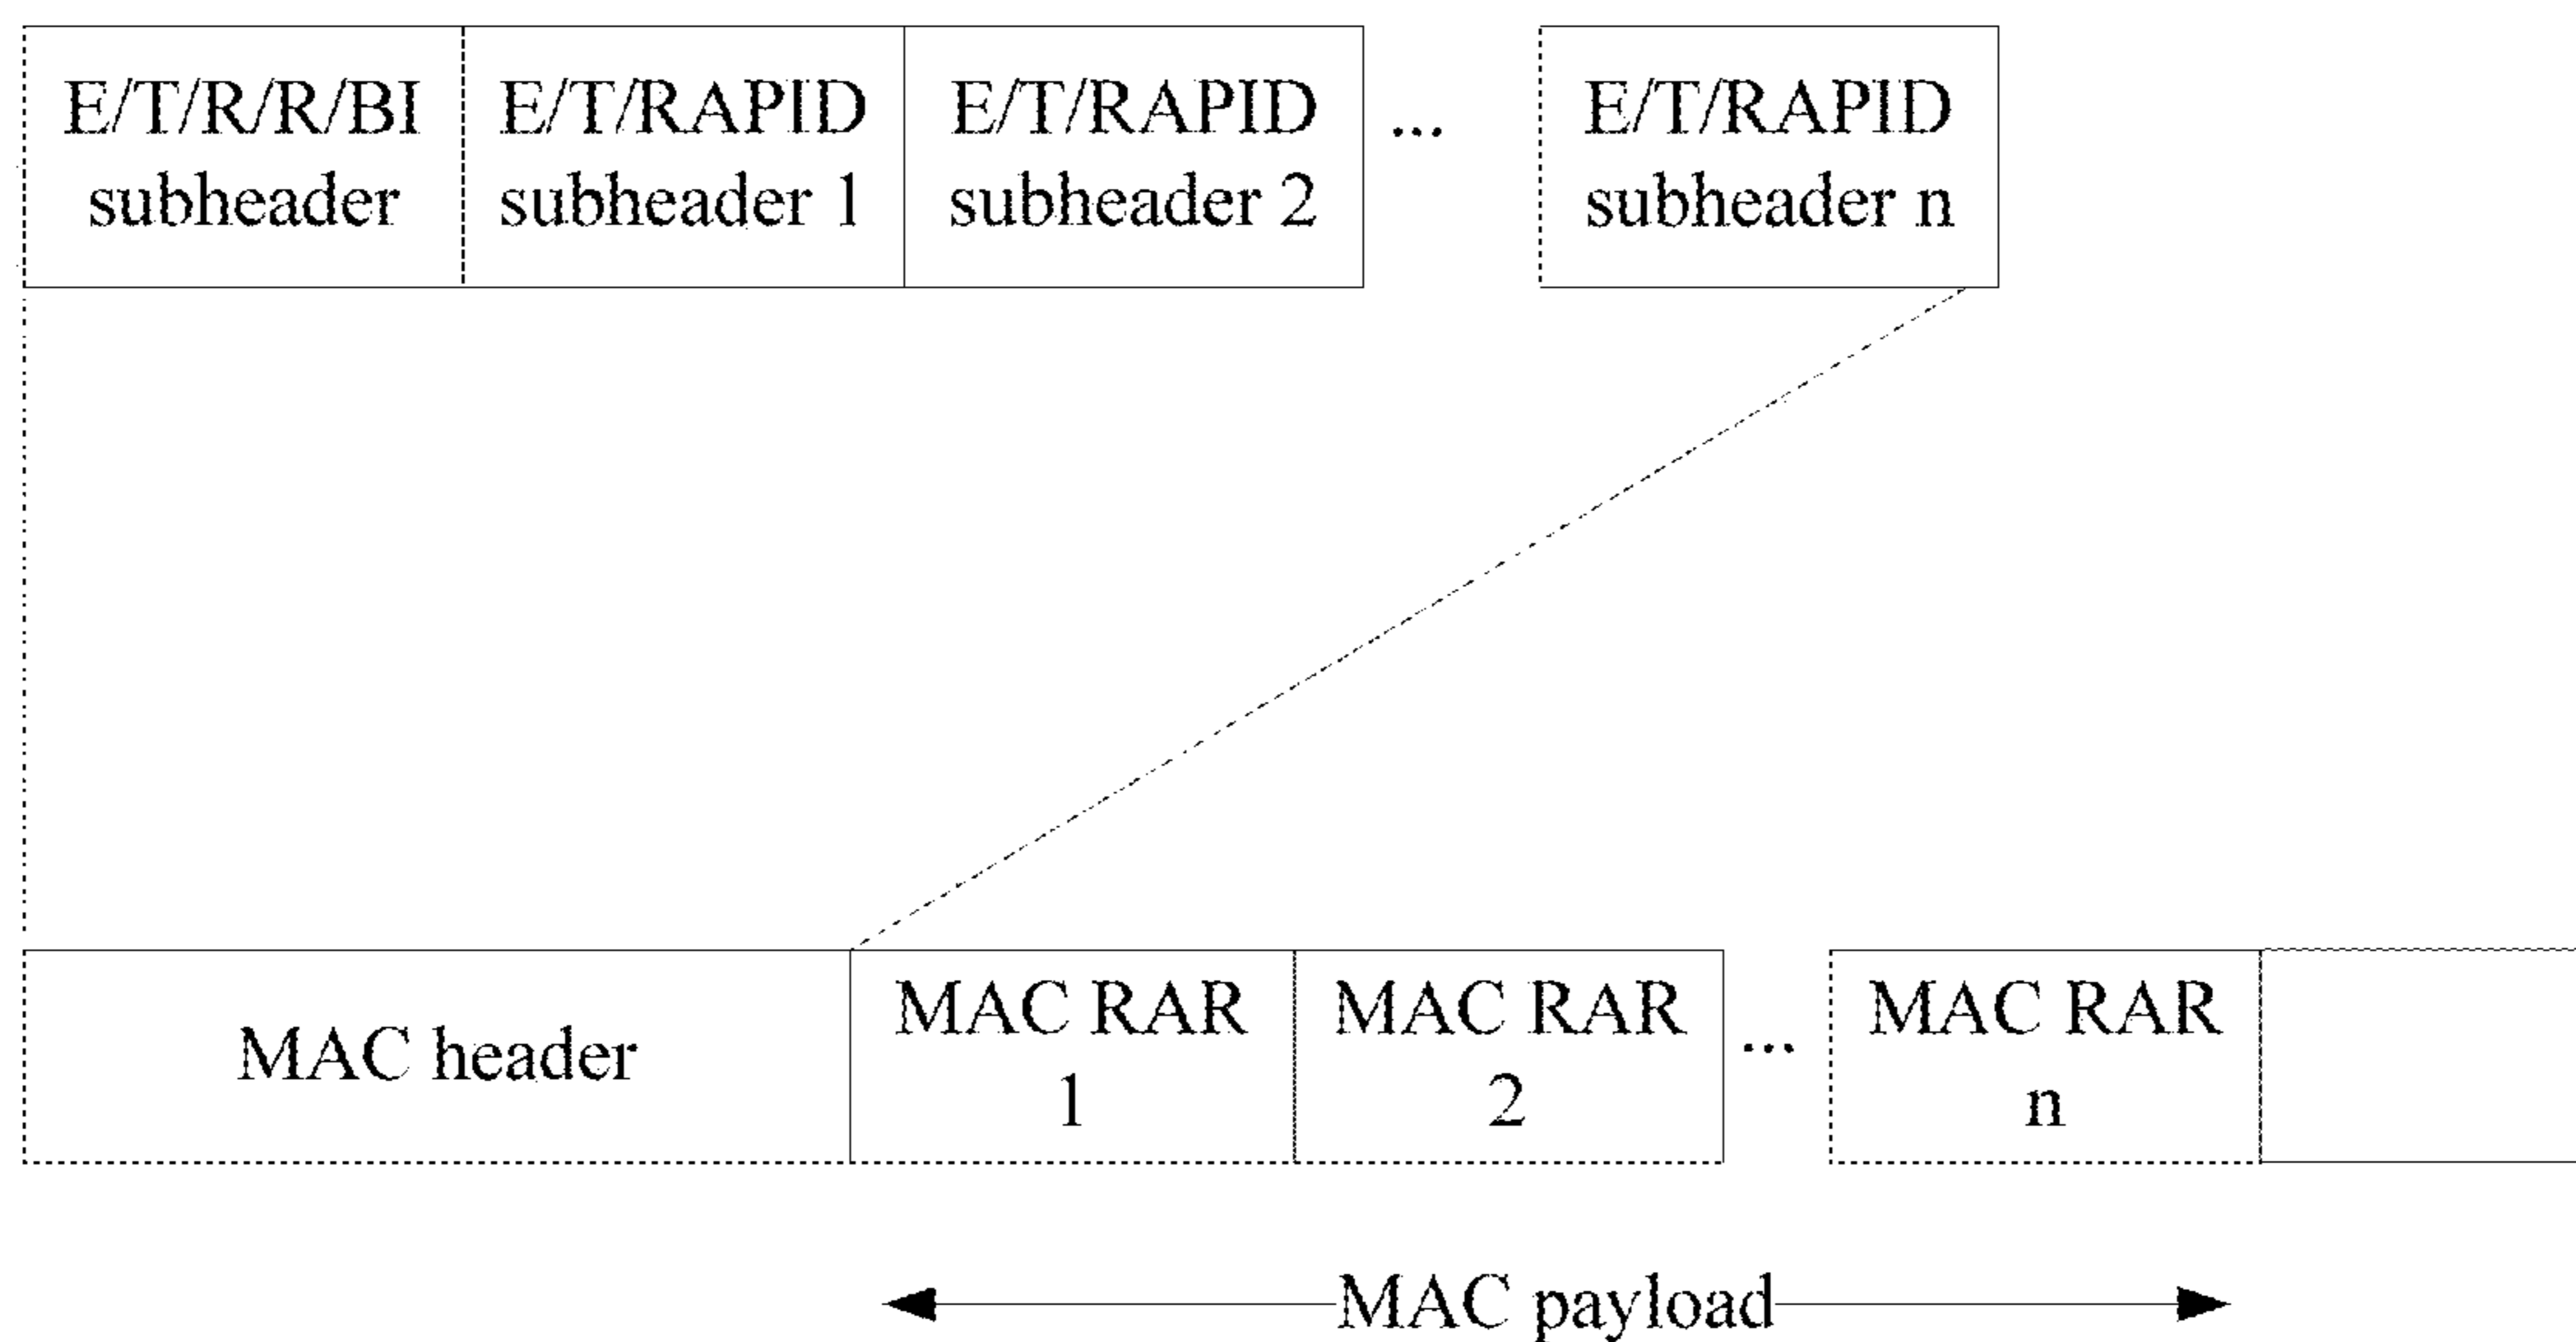 E/T/R/R/BI
subheader
E/T/RAPID
subheader 1
E/T/RAPID
subheader 2
...
E/T/RAPID
subheader n
MAC header
MAC RAR
1
MAC RAR
2
...
MAC RAR
n
MAC payload